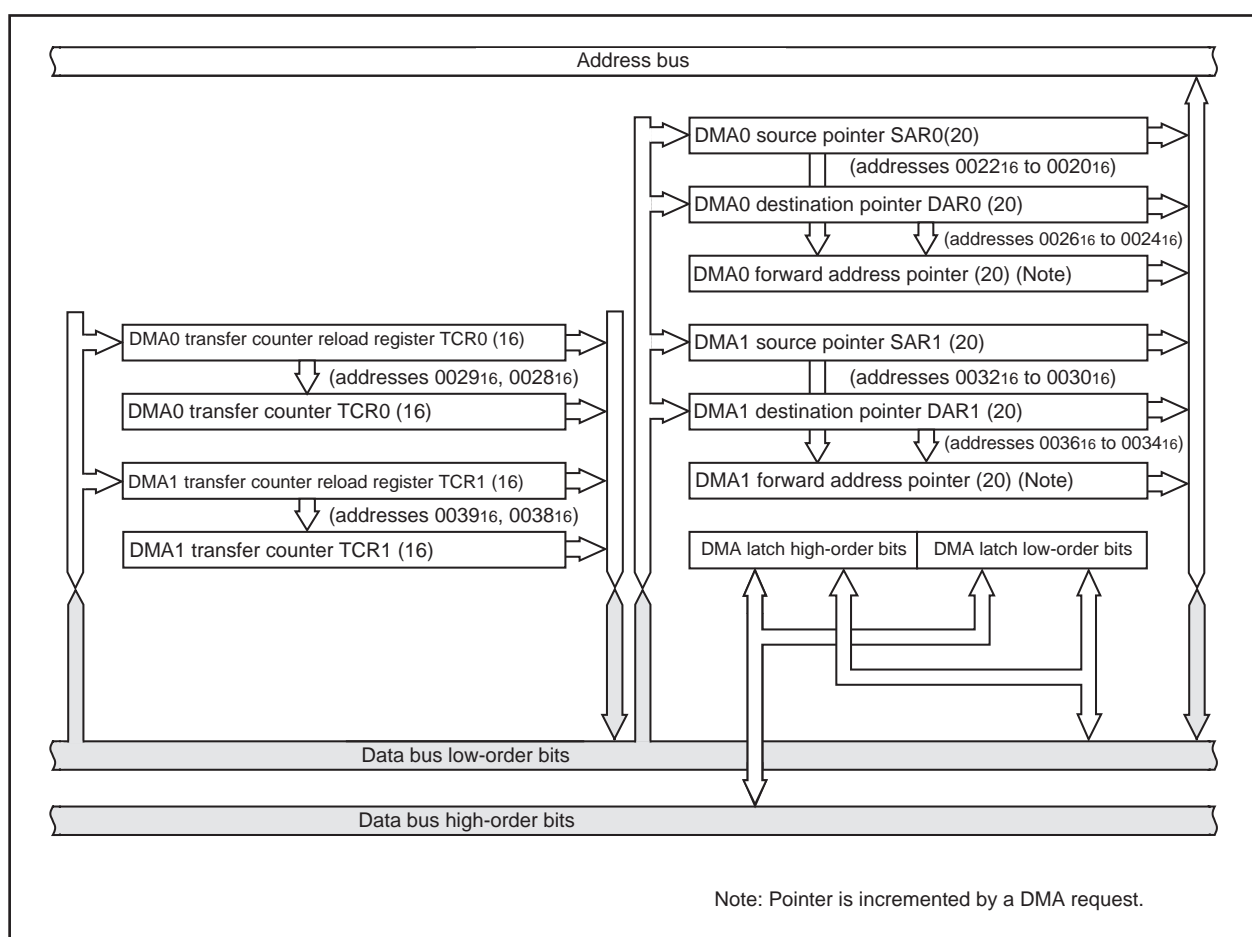 Address bus
DMA0 source pointer SAR0(20)
(addresses 002216 to 002016)
DMA0 destination pointer DAR0 (20)
(addresses 002616 to 002416)
DMA0 forward address pointer (20) (Note)
DMA0 transfer counter reload register TCR0 (16)
(addresses 002916, 002816)
DMA0 transfer counter TCR0 (16)
DMA1 transfer counter reload register TCR1 (16)
(addresses 003916, 003816)
DMA1 transfer counter TCR1 (16)
DMA1 source pointer SAR1 (20)
(addresses 003216 to 003016)
DMA1 destination pointer DAR1 (20)
(addresses 003616 to 003416)
DMA1 forward address pointer (20) (Note)
DMA latch high-order bits
DMA latch low-order bits
Data bus low-order bits
Data bus high-order bits
Note: Pointer is incremented by a DMA request.